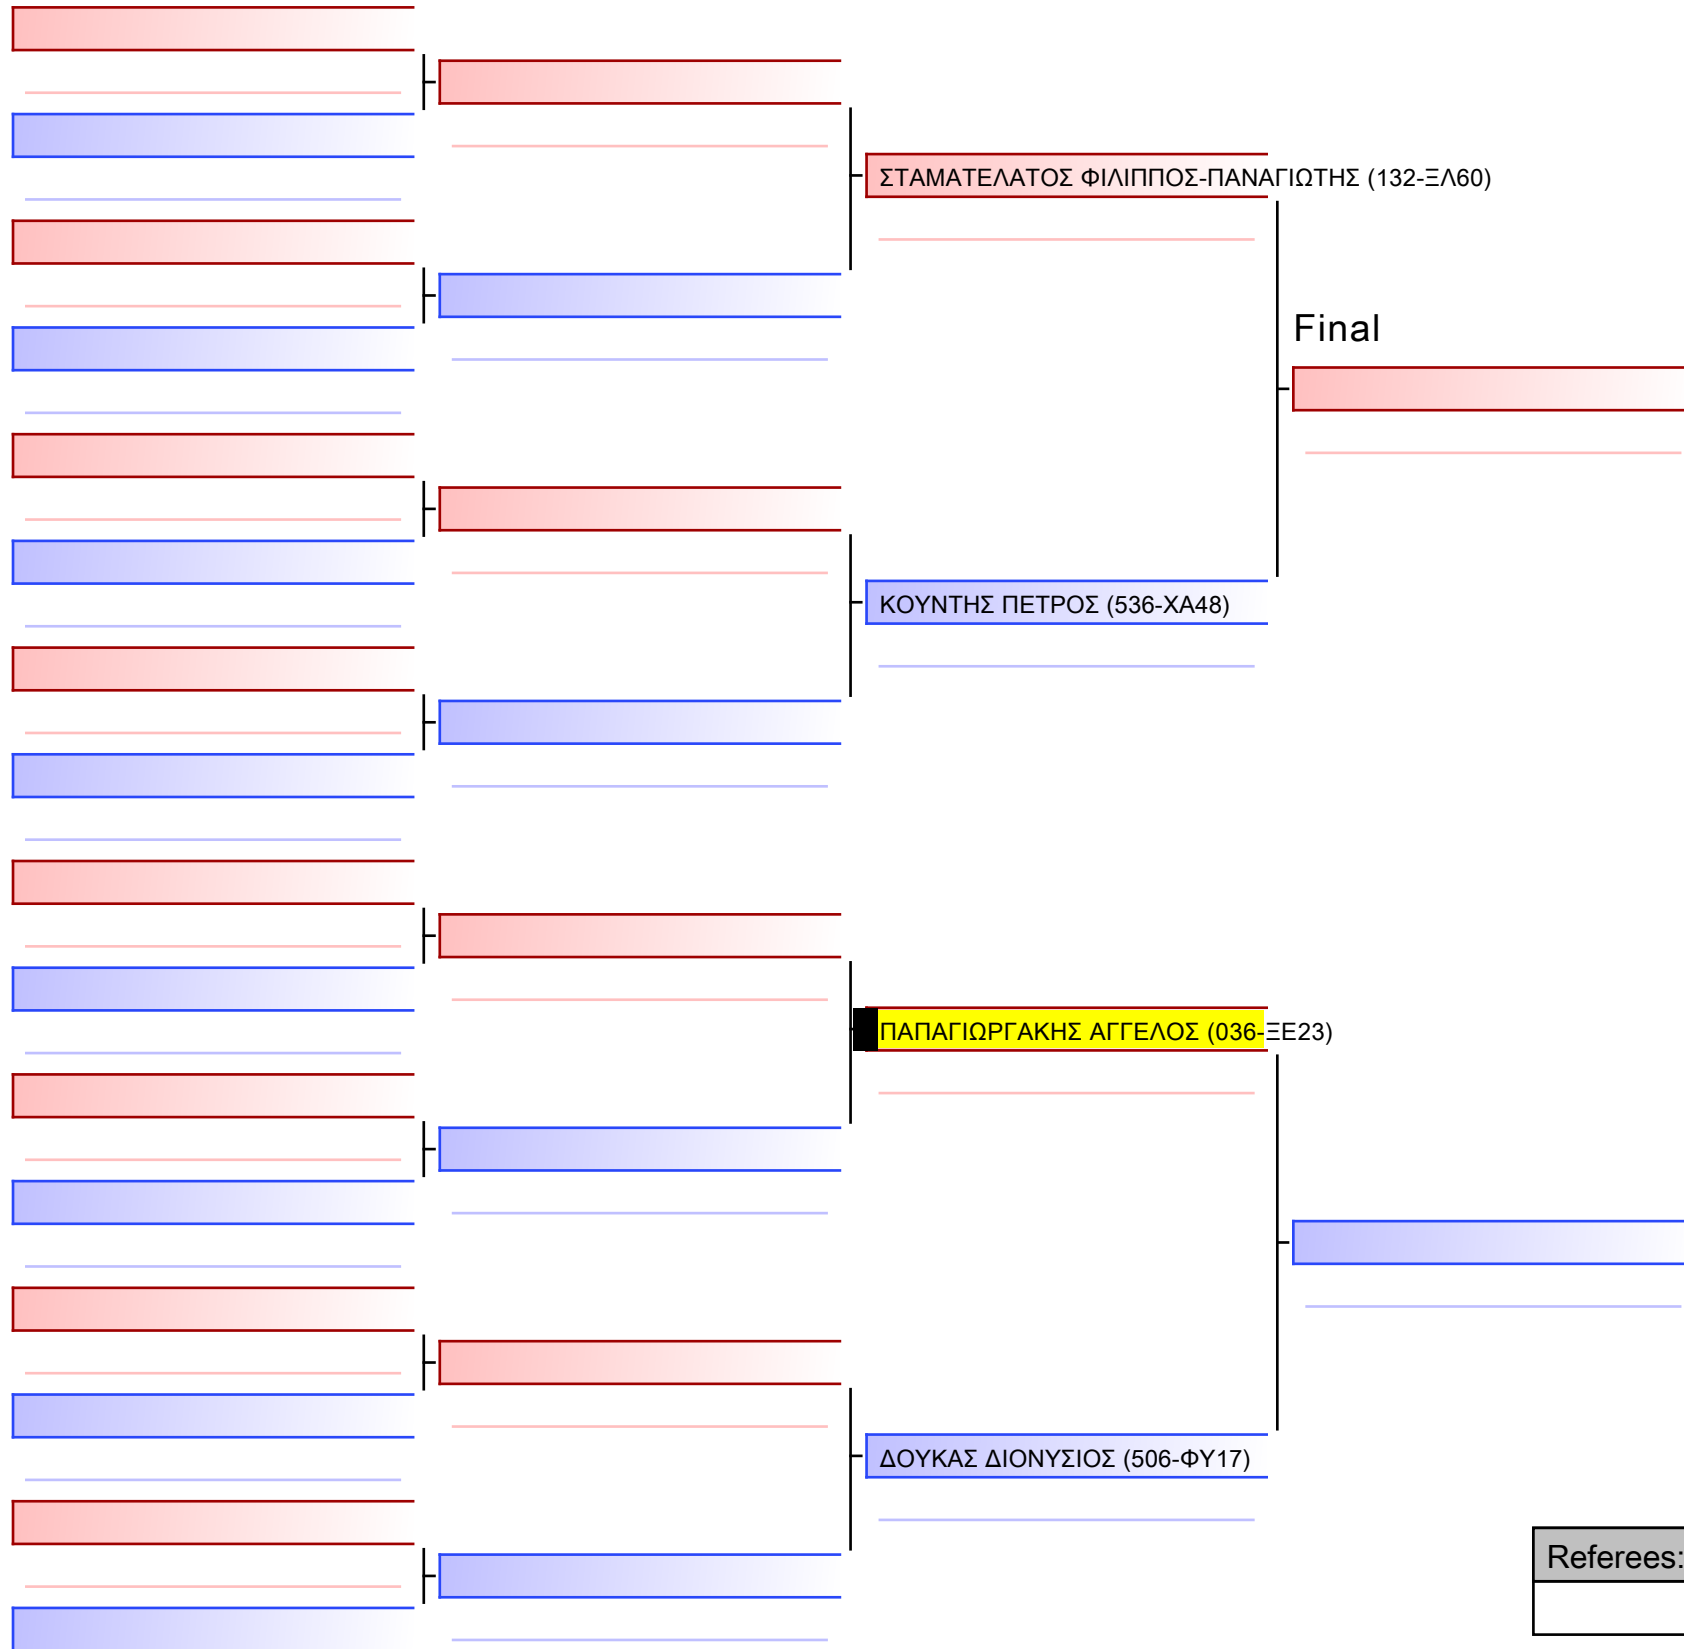 ΣΤΑΜΑΤΕΛΑΤΟΣ ΦΙΛΙΠΠΟΣ-ΠΑΝΑΓΙΩΤΗΣ (132-ΞΛ60)
Final
ΚΟΥΝΤΗΣ ΠΕΤΡΟΣ (536-ΧΑ48)
ΠΑΠΑΓΙΩΡΓΑΚΗΣ ΑΓΓΕΛΟΣ (036-ΞΕ23)
ΔΟΥΚΑΣ ΔΙΟΝΥΣΙΟΣ (506-ΦΥ17)
Referees: